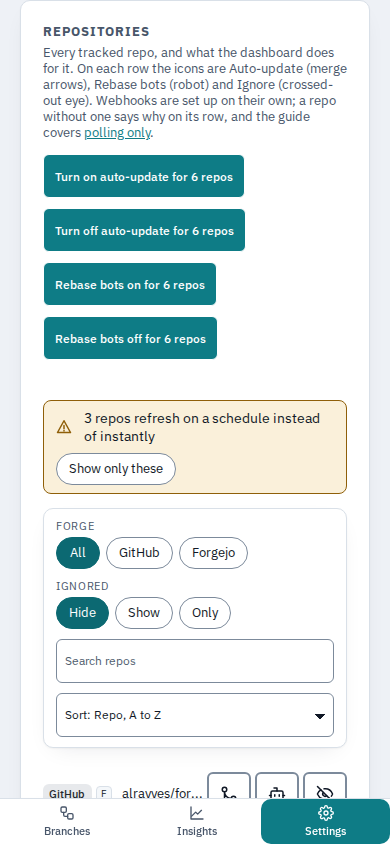 REPOSITORIES
Every tracked repo, and what the dashboard does
for it. On each row the icons are Auto-update (merge
arrows), Rebase bots (robot) and Ignore (crossed-
out eye). Webhooks are set up on their own; a repo
without one says why on its row, and the guide
covers polling only.
Turn on auto-update for 6 repos
Turn off auto-update for 6 repos
Rebase bots on for 6 repos
Rebase bots off for 6 repos
3 repos refresh on a schedule instead
of instantly
Show only these
FORGE
All GitHub Forgejo
IGNORED
Hide Show Only
Search repos
Sort: Repo, A to Z
GitHub F alrayyes/for...
Branches Insights Settings